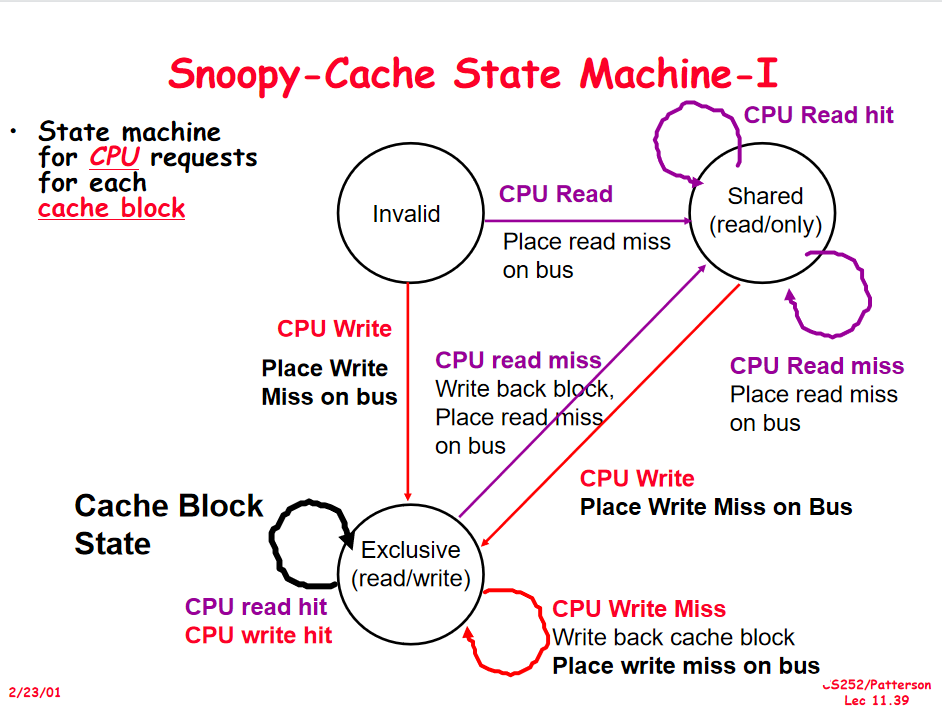 Snoopy-Cache State Machine-I
• State machine
for CPU requests
for each
cache block
CPU Read hit
Invalid
CPU Read
Shared
(read/only)
Place read miss
on bus
CPU Write
Place Write
Miss on bus
CPU read miss
Write back block,
Place read miss
on bus
CPU Read miss
Place read miss
on bus
CPU Write
Place Write Miss on Bus
Cache Block
State
Exclusive
(read/write)
CPU read hit
CPU write hit
CPU Write Miss
Write back cache block
Place write miss on bus
2/23/01
CS252/Patterson
Lec 11.39